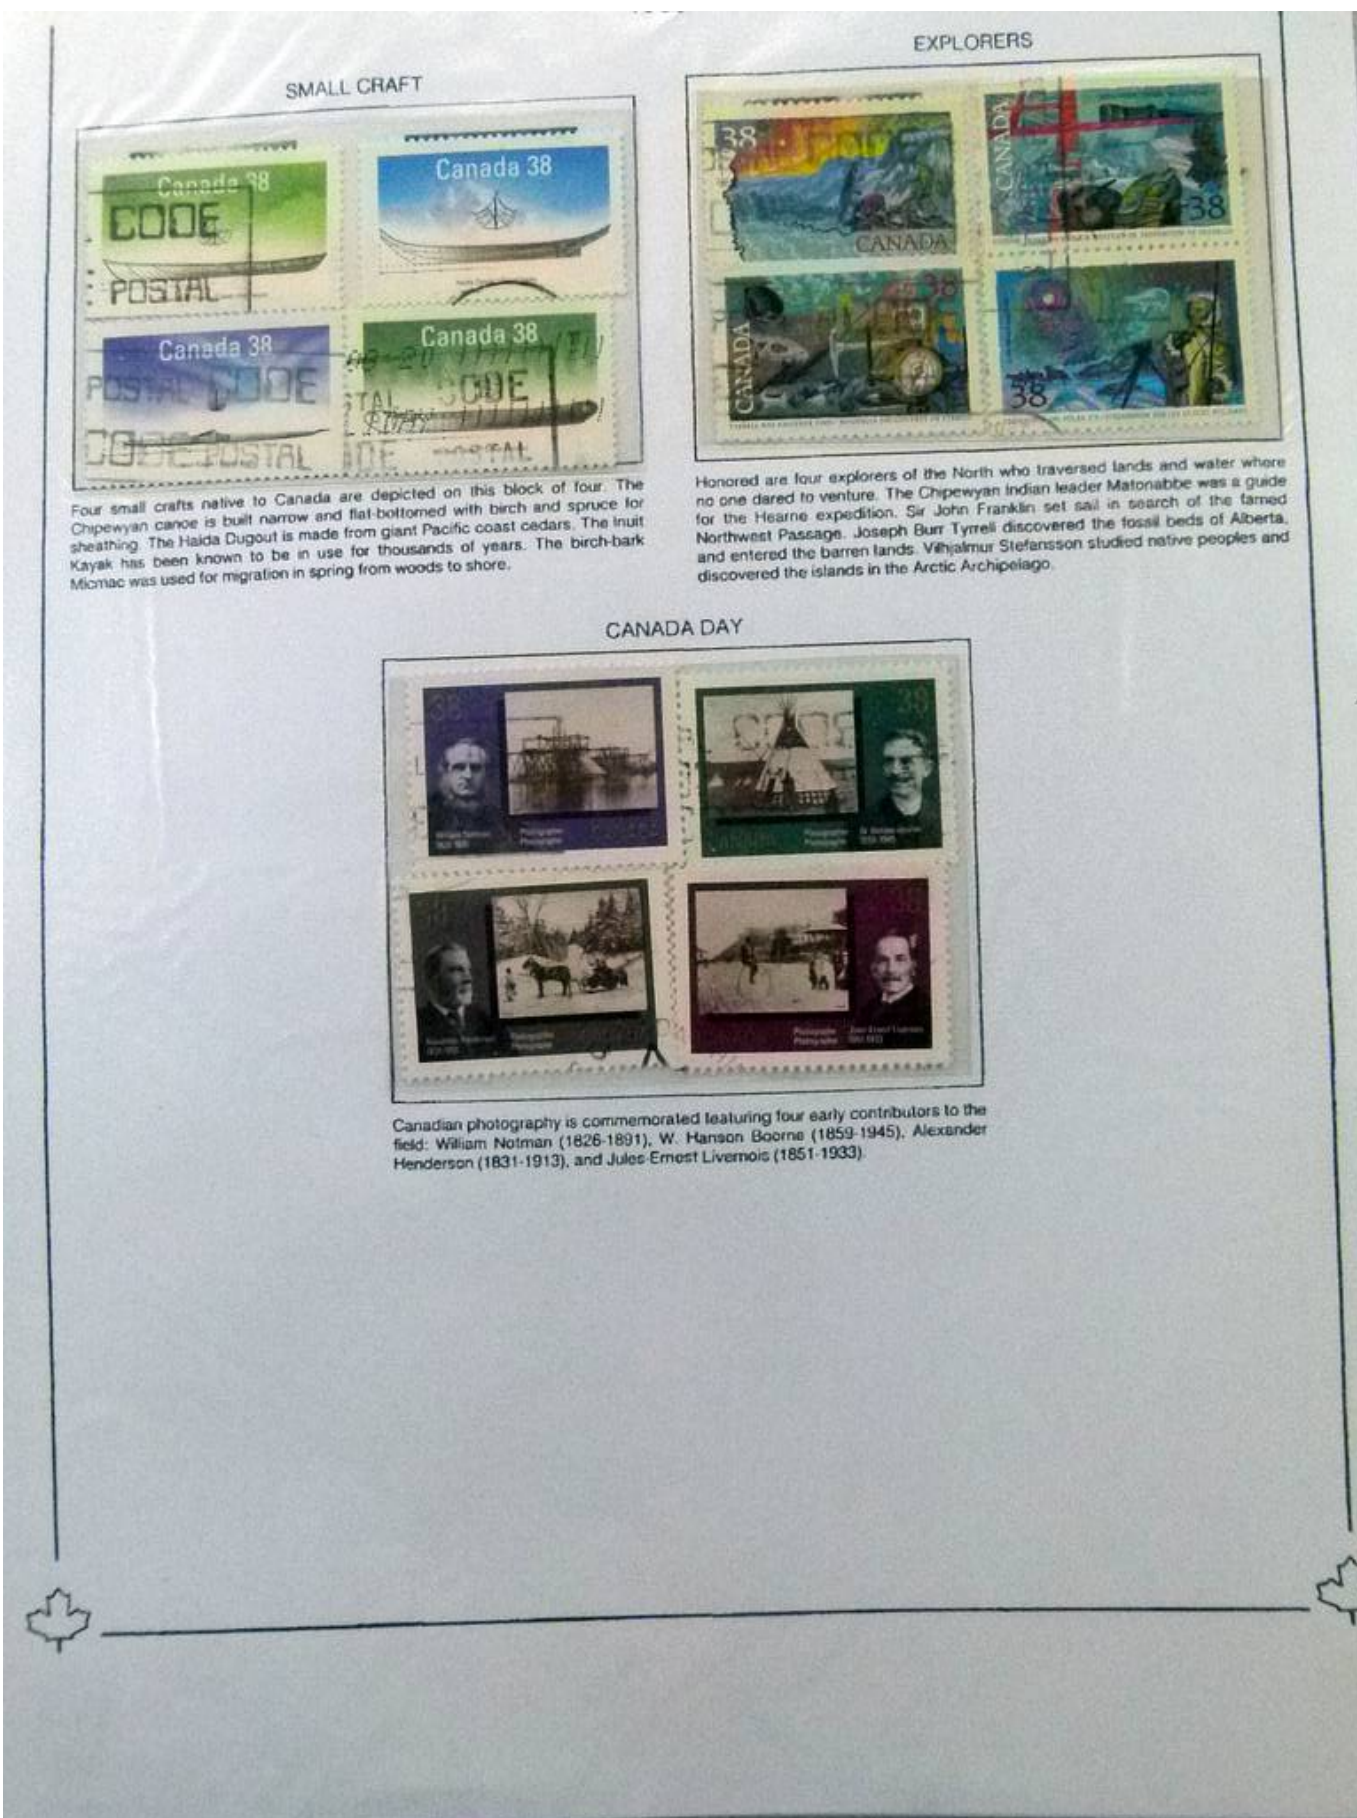 SMALL CRAFT
Canada 38
CODE
POSTAL
Canada 38
Canada 38
POSTAL CODE
CODE POSTAL
Canada 38
CODE
Four small crafts native to Canada are depicted on this block of four. The
Chipewyan canoe is built narrow and flat-bottomed with birch and spruce for
sheathing. The Haida Dugout is made from giant Pacific coast cedars. The Inuit
Kayak has been known to be in use for thousands of years. The birch-bark
Micmac was used for migration in spring from woods to shore.
EXPLORERS
38
CANADA
CANADA
38
CANADA
38
38
Honored are four explorers of the North who traversed lands and water where
no one dared to venture. The Chipewyan Indian leader Matonabbe was a guide
for the Hearne expedition. Sir John Franklin set sail in search of the famed
Northwest Passage. Joseph Burr Tyrrell discovered the fossil beds of Alberta,
and entered the barren lands. Vilhjalmur Stefansson studied native peoples and
discovered the islands in the Arctic Archipelago.
CANADA DAY
38
38
Canadian photography is commemorated featuring four early contributors to the
field: William Notman (1826-1891), W. Hanson Boorne (1859-1945), Alexander
Henderson (1831-1913), and Jules-Ernest Livernois (1851-1933).